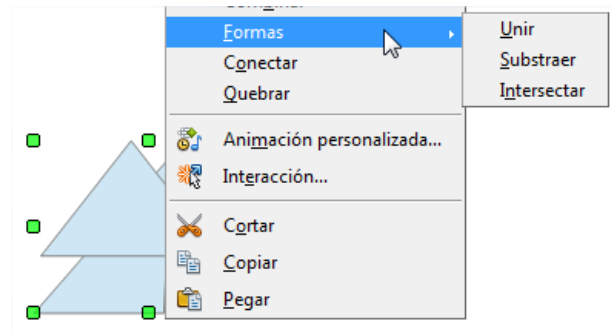 Formas
Conectar
Quebrar
Animación personalizada...
Interacción...
Cortar
Copiar
Pegar
Unir
Substraer
Intersectar